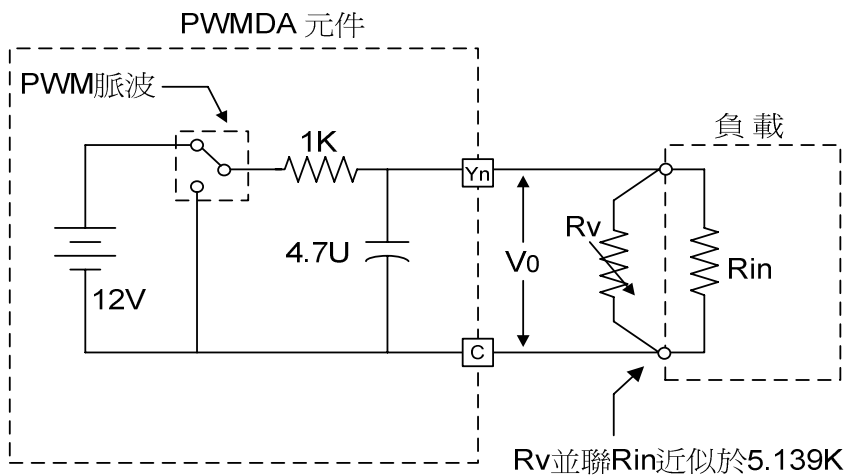 PWMDA 元件
PWM脈波
1K
負 載
Yn
4.7U
V0
Rv
Rin
12V
C
Rv並聯Rin近似於5.139K